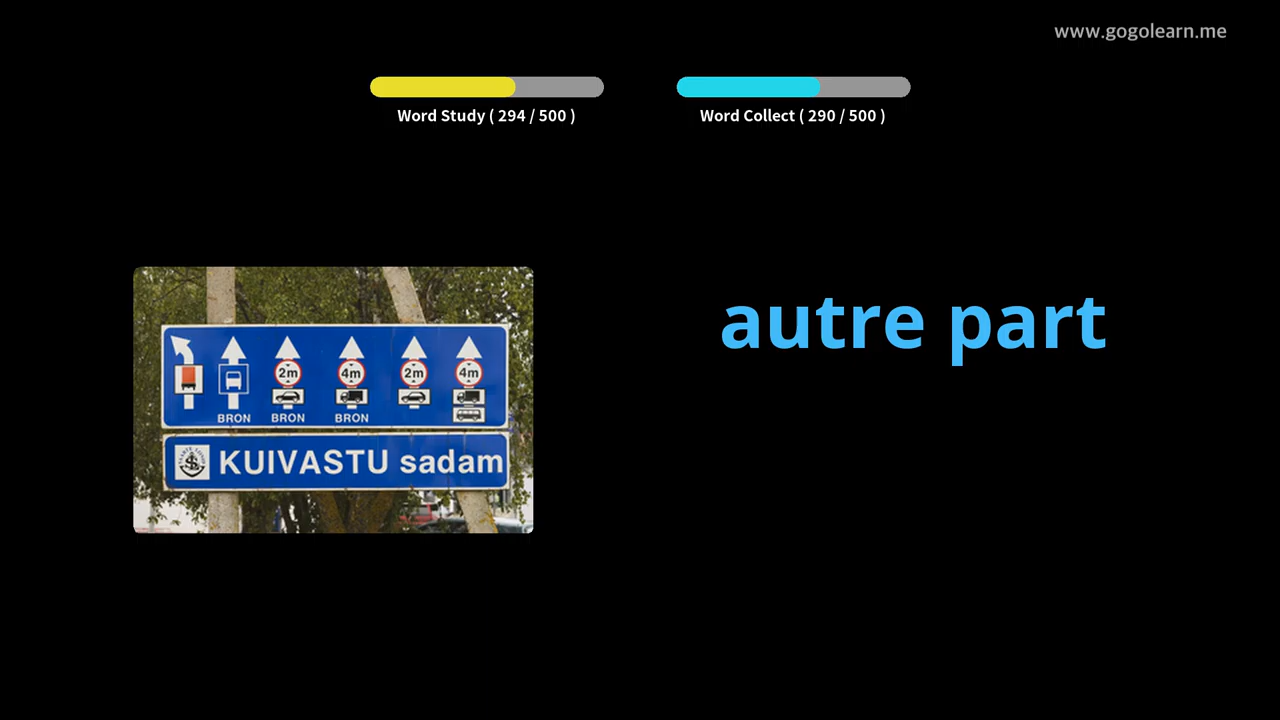 www.gogolearn.me
Word Study ( 294 / 500 )
Word Collect ( 290 / 500 )
autre part
2m 4m 2m 4m
BRON BRON BRON
KUIVASTU sadam